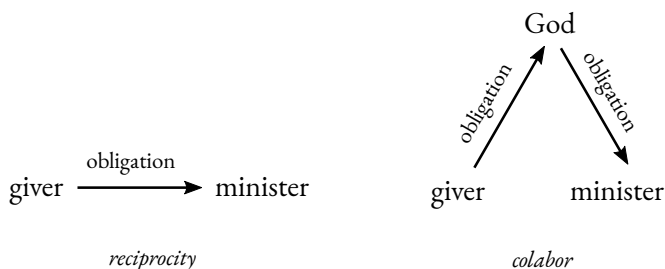 God
obligation
obligation
obligation
giver
minister
giver
minister
reciprocity
colabor